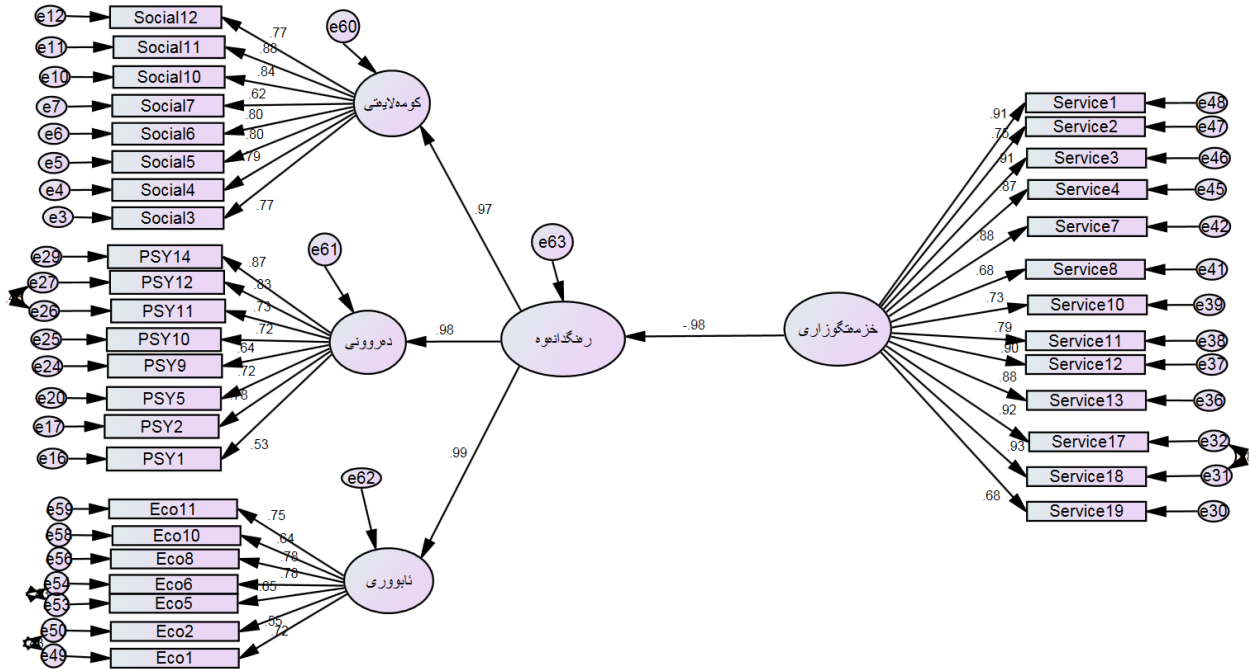 e12
Social12
.77
e60
e11
Social11
.88
e10
Social10
.84
e7
Social7
.62
کومەلایەتی
e6
Social6
.80
e5
Social5
.80
e4
Social4
.79
e3
Social3
.77
.97
e29
PSY14
.87
e61
e27
PSY12
.83
e26
PSY11
.73
e25
PSY10
.72
دەروونی
e24
PSY9
.64
e20
PSY5
.72
e17
PSY2
.78
e16
PSY1
.53
.98
e63
رەنگدانەوە
-.98
.99
e62
e59
Eco11
.75
e58
Eco10
.64
e56
Eco8
.78
e54
Eco6
.78
ئابووری
e53
Eco5
.65
e50
Eco2
.55
e49
Eco1
.72
خزمەتگوزاری
.91
Service1
e48
.75
Service2
e47
.91
Service3
e46
.87
Service4
e45
.88
Service7
e42
.68
Service8
e41
.73
Service10
e39
.79
Service11
e38
.90
Service12
e37
.88
Service13
e36
.92
Service17
e32
.93
Service18
e31
.68
Service19
e30